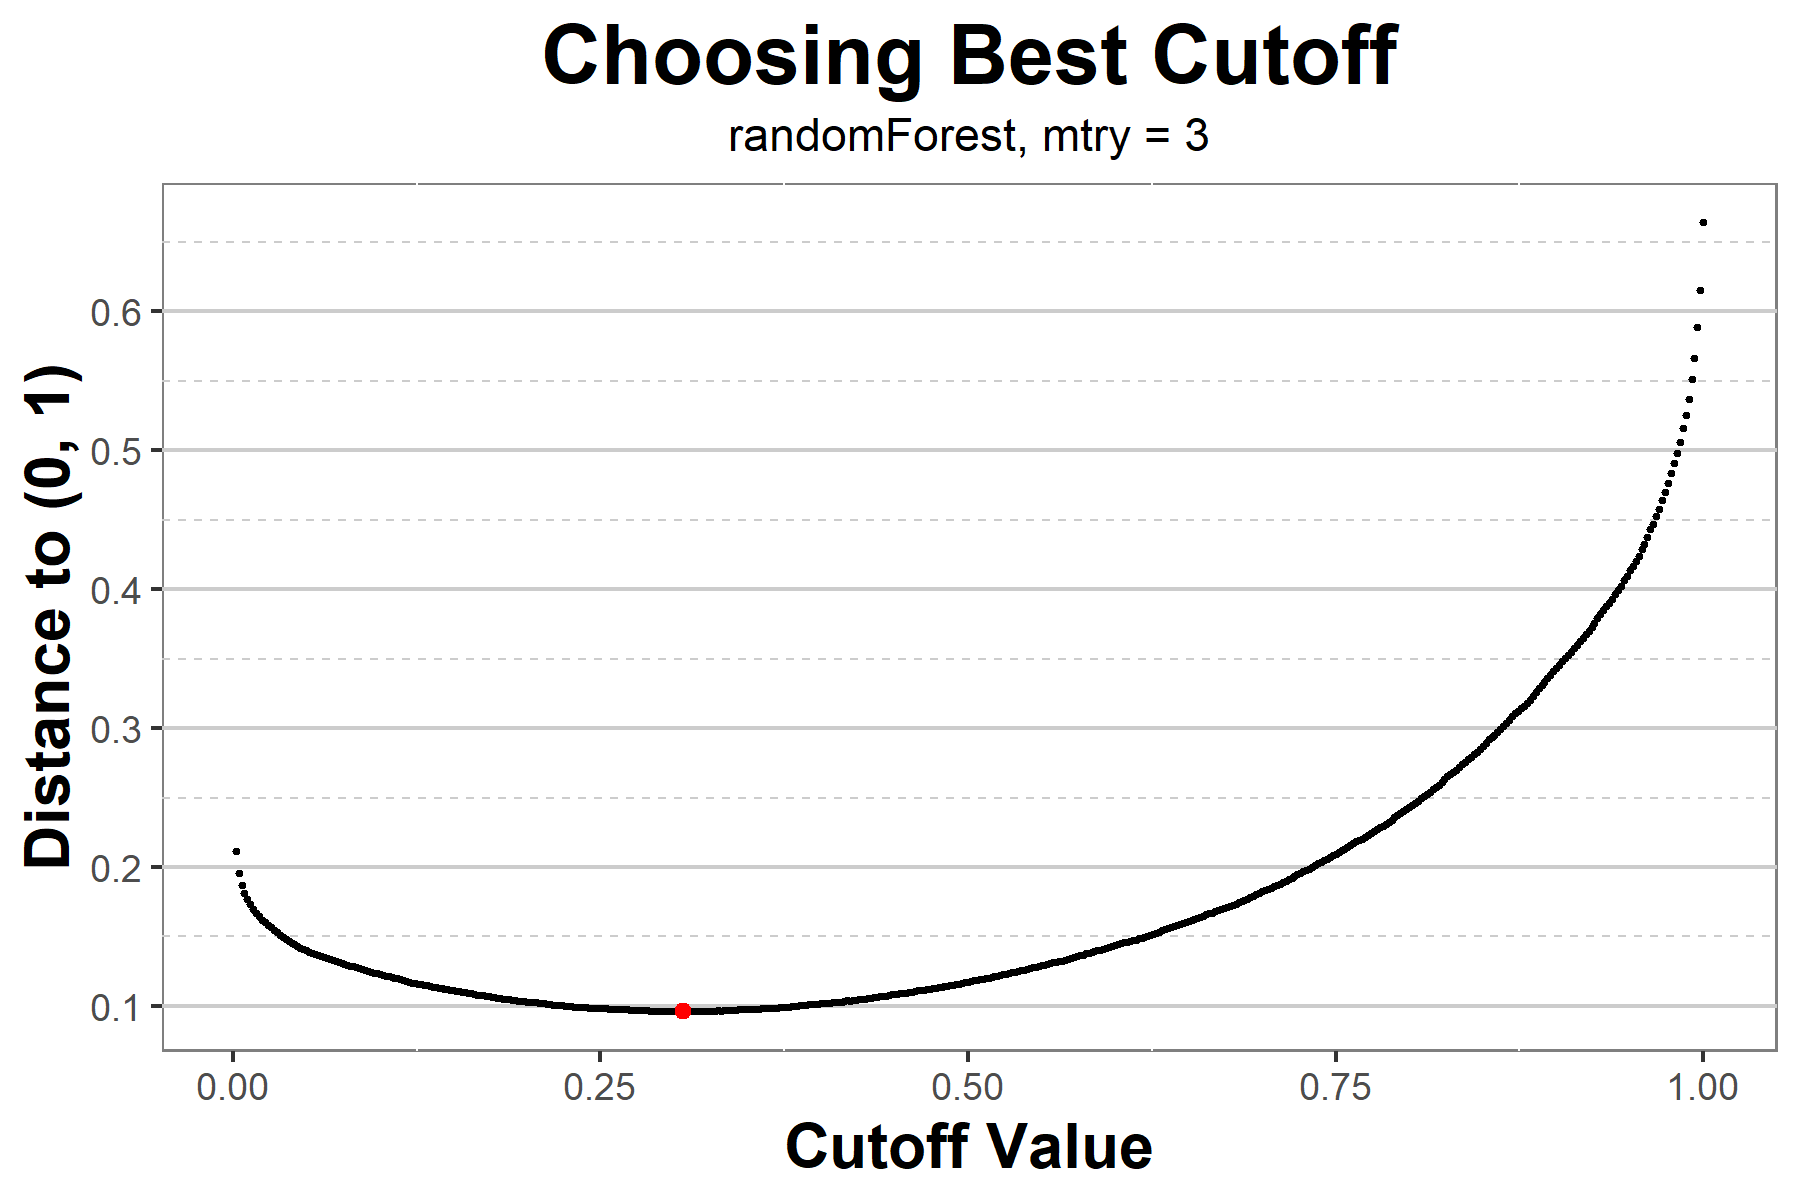 Choosing Best Cutoff
randomForest, mtry = 3
Distance to (0, 1)
0.6
0.5
0.4
0.3
0.2
0.1
0.00 0.25 0.50 0.75 1.00
Cutoff Value